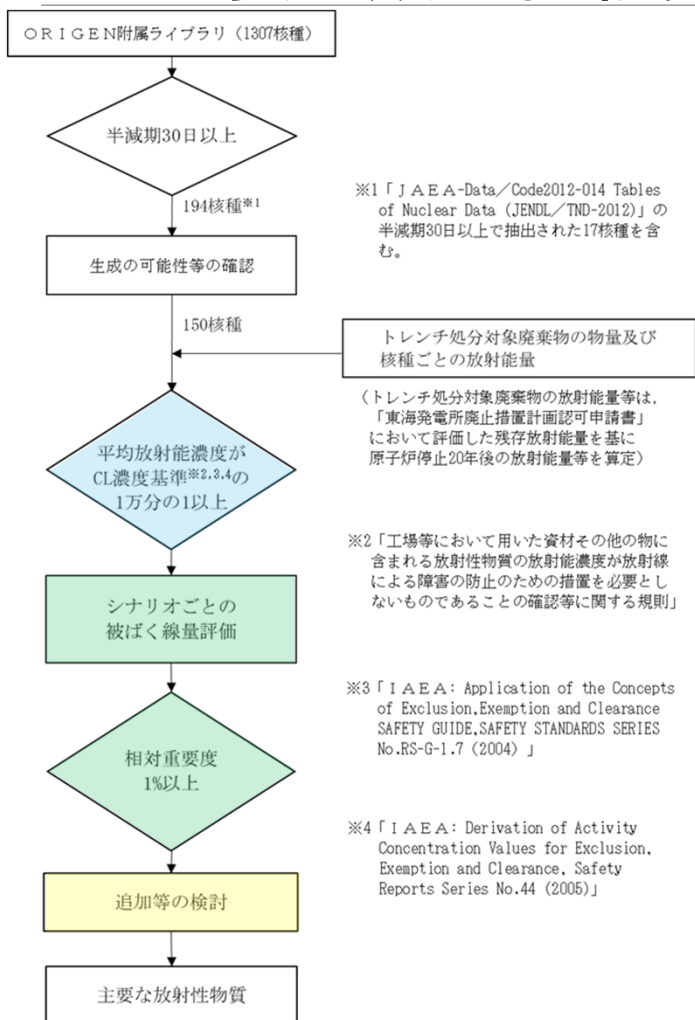 ＯＲＩＧＥＮ附属ライブラリ（1307核種）
半減期30日以上
194核種※1
※1「ＪＡＥＡ-Data／Code2012-014 Tables
of Nuclear Data (JENDL／TND-2012)」の
半減期30日以上で抽出された17核種を含
む。
生成の可能性等の確認
150核種
トレンチ処分対象廃棄物の物量及び
核種ごとの放射能量
（トレンチ処分対象廃棄物の放射能量等は，
「東海発電所廃止措置計画認可申請書」
において評価した残存放射能量を基に
原子炉停止20年後の放射能量等を算定）
平均放射能濃度が
CL濃度基準※2,3,4の
1万分の1以上
※2「工場等において用いた資材その他の物に
含まれる放射性物質の放射能濃度が放射線
による障害の防止のための措置を必要とし
ないものであることの確認等に関する規則」
シナリオごとの
被ばく線量評価
※3「ＩＡＥＡ: Application of the Concepts
of Exclusion,Exemption and Clearance
SAFETY GUIDE,SAFETY STANDARDS SERIES
No.RS-G-1.7 (2004) 」
相対重要度
1%以上
※4「ＩＡＥＡ: Derivation of Activity
Concentration Values for Exclusion,
Exemption and Clearance, Safety
Reports Series No.44 (2005)」
追加等の検討
主要な放射性物質